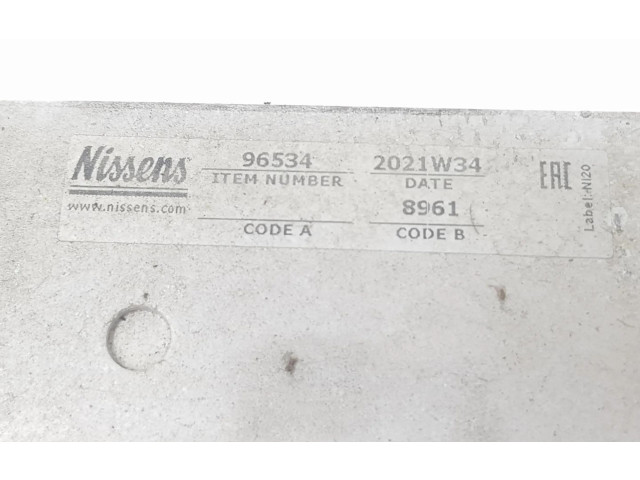 Nissens
www.nissens.com
96534
ITEM NUMBER
CODE A
2021W34
DATE
8961
CODE B
EAC
Label:NI20